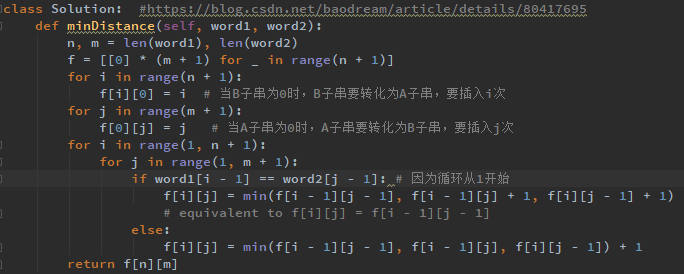 class Solution:  #https://blog.csdn.net/baodream/article/details/80417695
    def minDistance(self, word1, word2):
        n, m = len(word1), len(word2)
        f = [[0] * (m + 1) for _ in range(n + 1)]
        for i in range(n + 1):
            f[i][0] = i  # 当B子串为0时，B子串要转化为A子串，要插入i次
        for j in range(m + 1):
            f[0][j] = j   # 当A子串为0时，A子串要转化为B子串，要插入j次
        for i in range(1, n + 1):
            for j in range(1, m + 1):
                if word1[i - 1] == word2[j - 1]: # 因为循环从1开始
                    f[i][j] = min(f[i - 1][j - 1], f[i - 1][j] + 1, f[i][j - 1] + 1)
                    # equivalent to f[i][j] = f[i - 1][j - 1]
                else:
                    f[i][j] = min(f[i - 1][j - 1], f[i - 1][j], f[i][j - 1]) + 1
        return f[n][m]